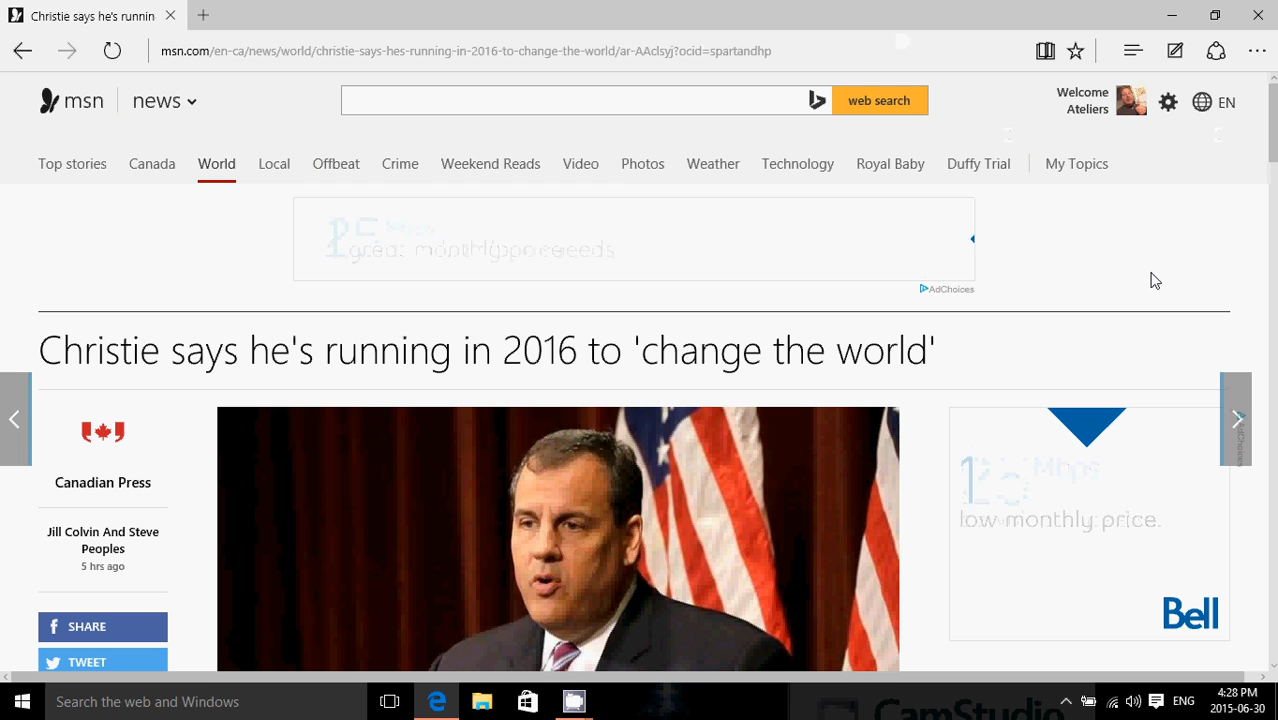 Christie says he's runnin
msn.com/en-ca/news/world/christie-says-hes-running-in-2016-to-change-the-world/ar-AAclsyj?ocid=spartandhp
msn news
web search
Welcome
Ateliers
EN
Top stories Canada World Local Offbeat Crime Weekend Reads Video Photos Weather Technology Royal Baby Duffy Trial My Topics
AdChoices
Christie says he's running in 2016 to 'change the world'
Canadian Press
Jill Colvin And Steve
Peoples
5 hrs ago
SHARE
TWEET
Mbps
low monthly price.
Bell
AdChoices
Search the web and Windows
ENG
4:28 PM
2015-06-30
CamStudio